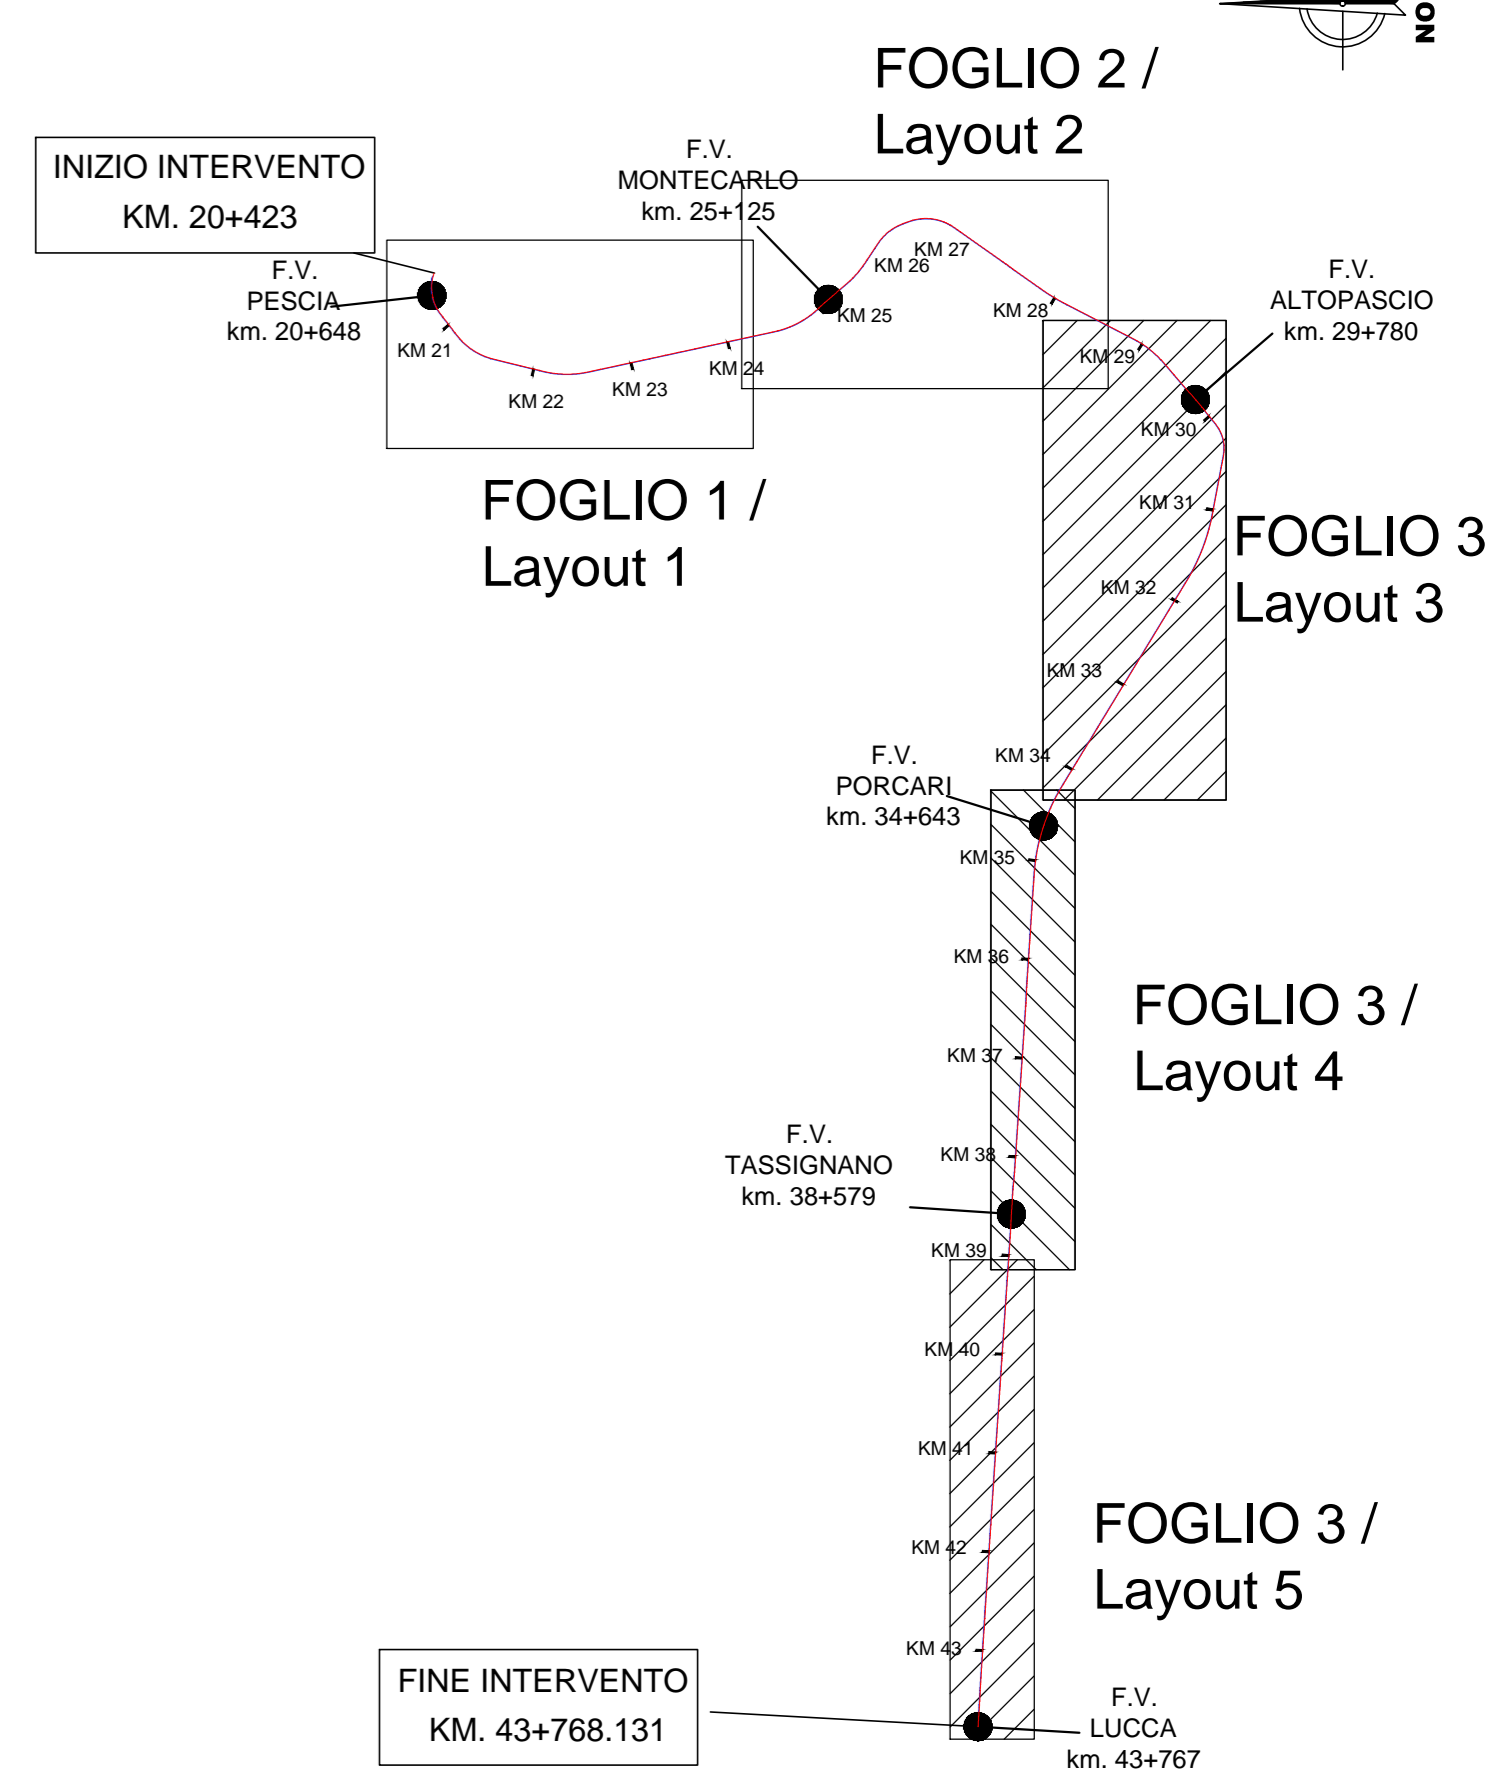 NO
FOGLIO 2 /
Layout 2
INIZIO INTERVENTO
KM. 20+423
F.V.
MONTECARLO
km. 25+125
F.V.
PESCIA
km. 20+648
F.V.
ALTOPASCIO
km. 29+780
KM 21
KM 22
KM 23
KM 24
KM 25
KM 26
KM 27
KM 28
KM 29
KM 30
KM 31
KM 32
KM 33
KM 34
FOGLIO 1 /
Layout 1
FOGLIO 3
Layout 3
F.V.
PORCARI
km. 34+643
KM 35
KM 36
KM 37
KM 38
KM 39
FOGLIO 3 /
Layout 4
F.V.
TASSIGNANO
km. 38+579
KM 40
KM 41
KM 42
KM 43
FOGLIO 3 /
Layout 5
FINE INTERVENTO
KM. 43+768.131
F.V.
LUCCA
km. 43+767